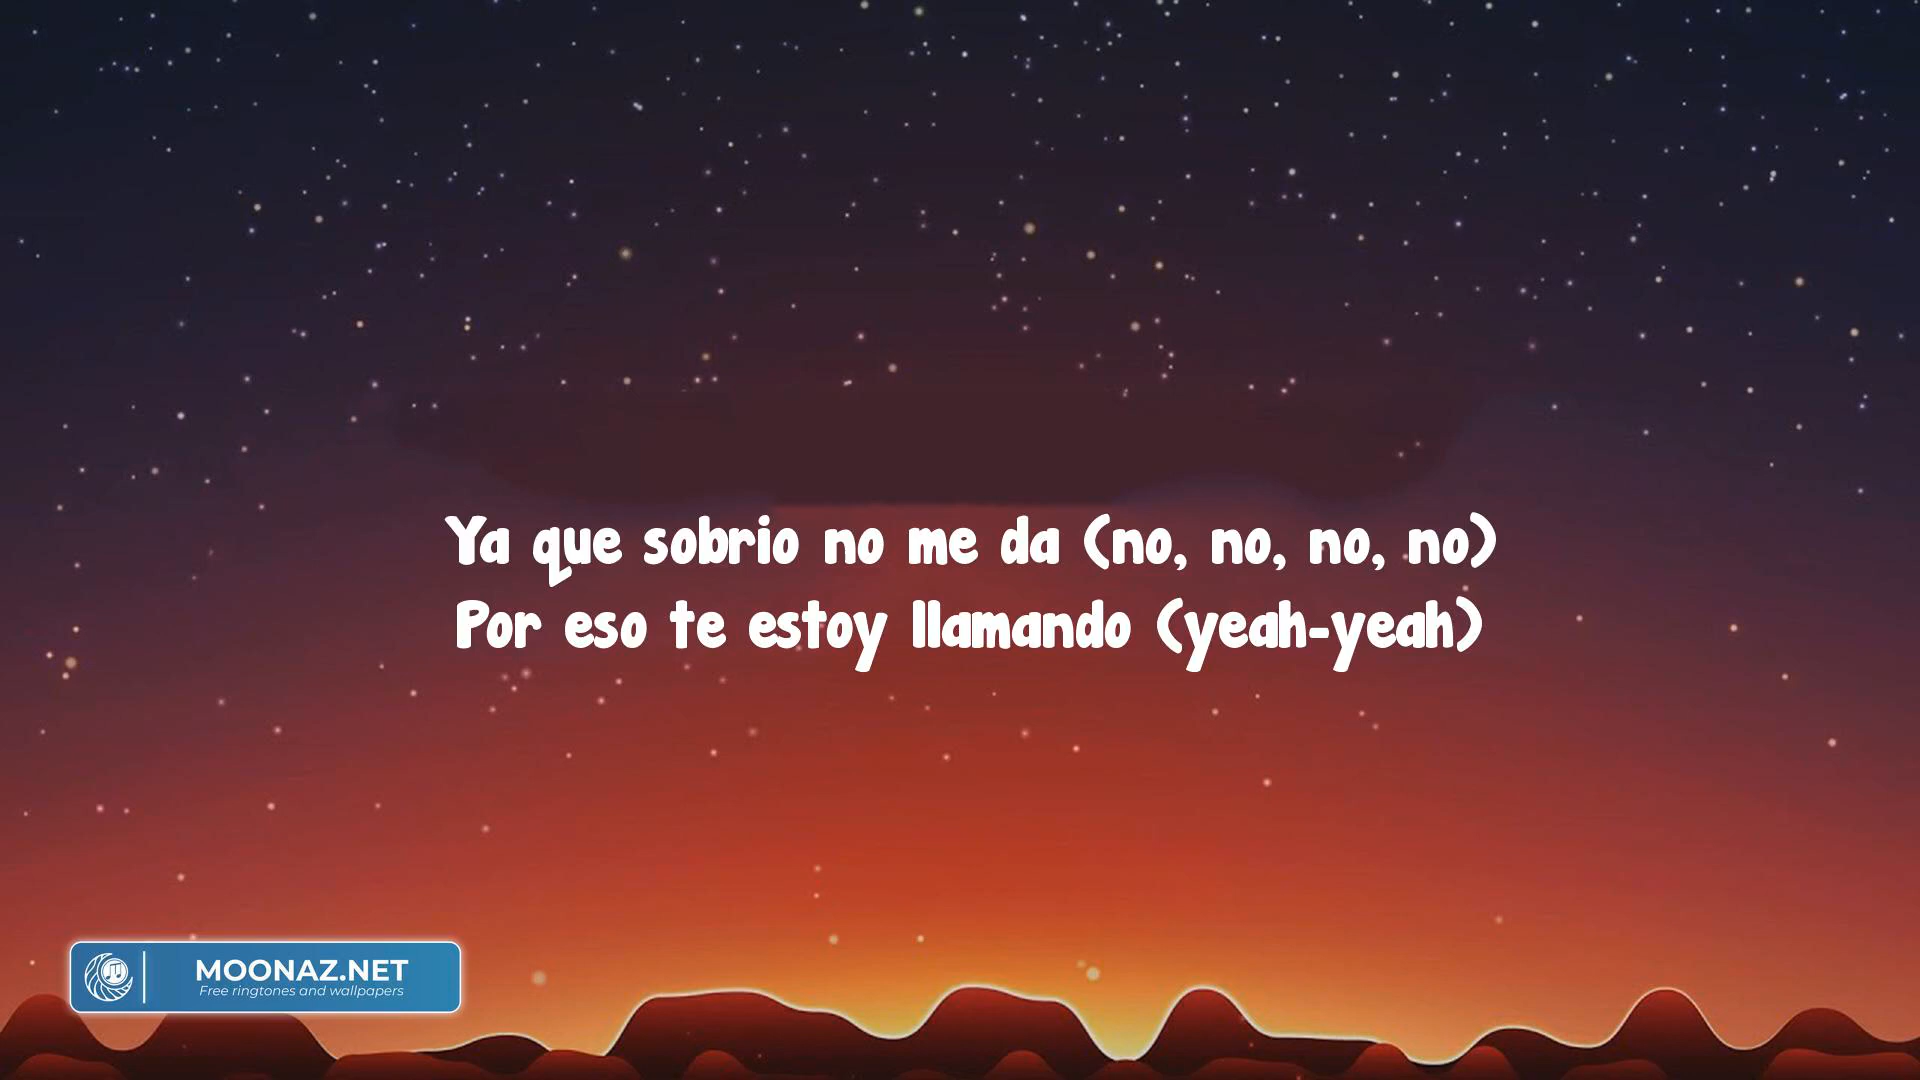 Ya que sobrio no me da (no, no, no, no)
Por eso te estoy llamando (yeah-yeah)
MOONAZ.NET
Free ringtones and wallpapers